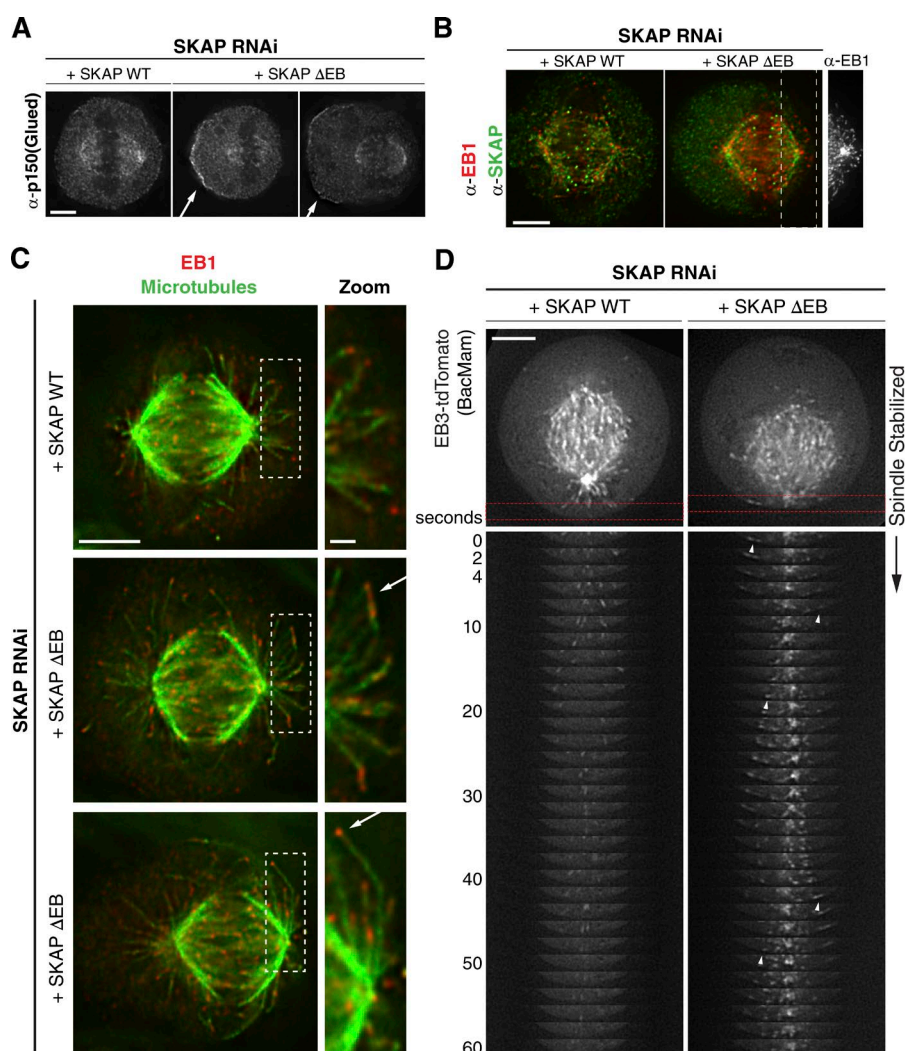 A
SKAP RNAi
+ SKAP WT
+ SKAP ΔEB
α-p150(Glued)
B
SKAP RNAi
+ SKAP WT
+ SKAP ΔEB
α-EB1
α-EB1
α-SKAP
C
EB1
Microtubules
Zoom
SKAP RNAi
+ SKAP WT
+ SKAP ΔEB
+ SKAP ΔEB
D
SKAP RNAi
+ SKAP WT
+ SKAP ΔEB
EB3-tdTomato
(BacMam)
Spindle Stabilized
seconds
0
2
4
10
20
30
40
50
60